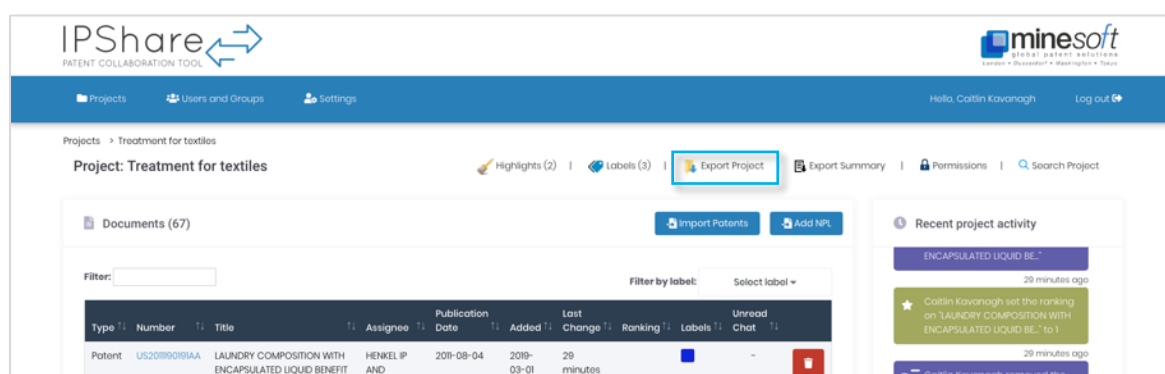 IPShare
PATENT COLLABORATION TOOL
minesoft
global patent solutions
London • Dusseldorf • Washington • Tokyo
Projects Users and Groups Settings Hello, Caitlin Kavanagh Log out
Projects > Treatment for textiles
Project: Treatment for textiles Highlights (2) | Labels (3) | Export Project Export Summary | Permissions | Search Project
Documents (67) Import Patents Add NPL Recent project activity
ENCAPSULATED LIQUID BE..."
29 minutes ago
Filter: Filter by label: Select label
Caitlin Kavanagh set the ranking
on "LAUNDRY COMPOSITION WITH
ENCAPSULATED LIQUID BE..." to 1
29 minutes ago
Caitlin Kavanagh removed the
Type Number Title Assignee Publication Date Added Last Change Ranking Labels Unread Chat
Patent US2011190191AA LAUNDRY COMPOSITION WITH HENKEL IP 2011-08-04 2019- 29 -
ENCAPSULATED LIQUID BENEFIT AND 03-01 minutes